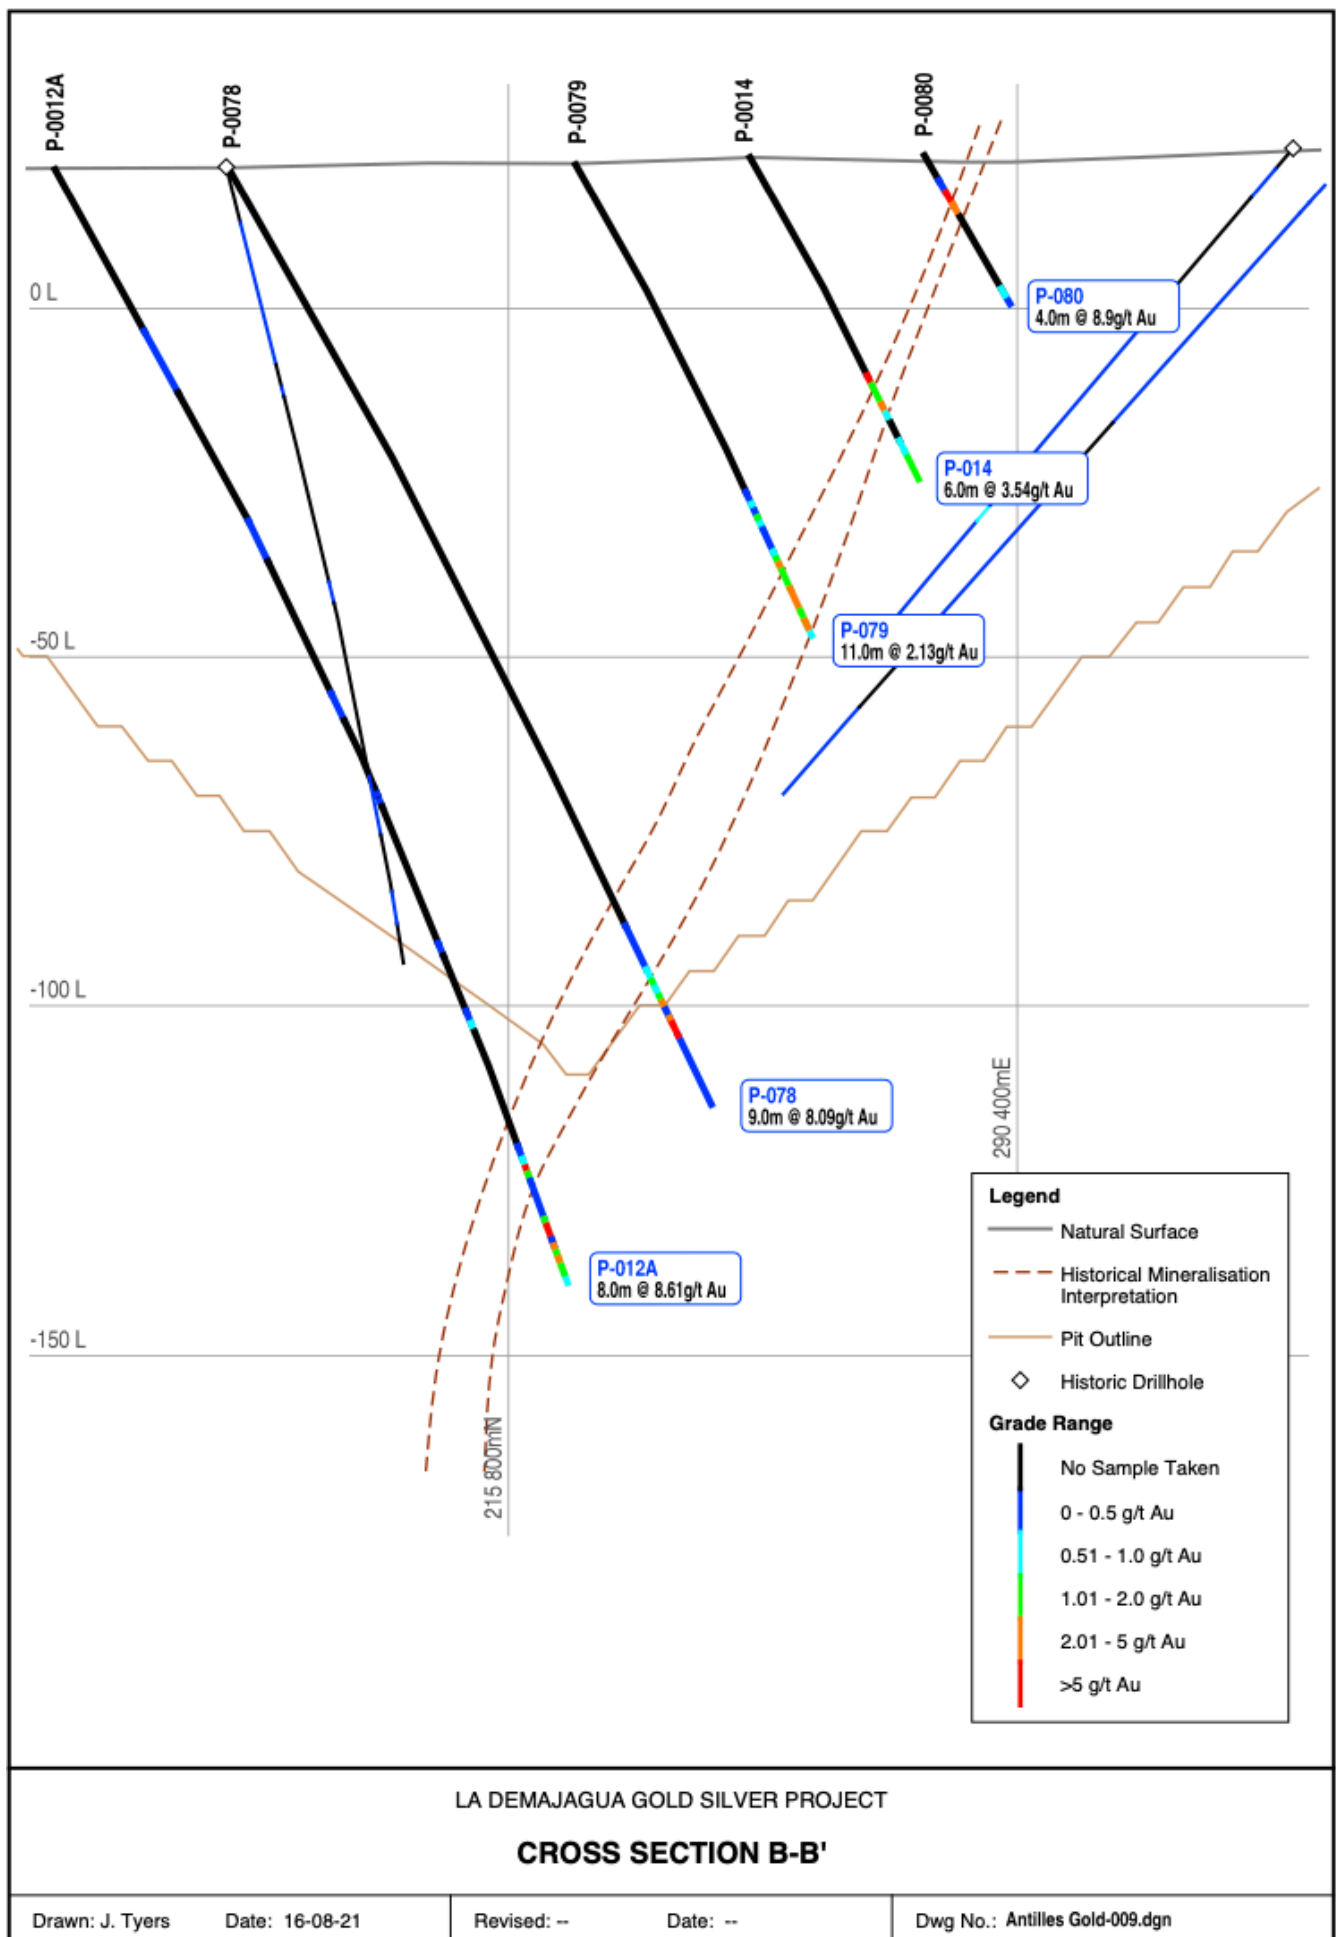 P-0012A
P-0078
P-0079
P-0014
P-0080
0 L
P-080
4.0m @ 8.9g/t Au
P-014
6.0m @ 3.54g/t Au
-50 L
P-079
11.0m @ 2.13g/t Au
-100 L
P-078
9.0m @ 8.09g/t Au
290 400mE
P-012A
8.0m @ 8.61g/t Au
-150 L
215 800mN
Legend
Natural Surface
Historical Mineralisation
Interpretation
Pit Outline
Historic Drillhole
Grade Range
No Sample Taken
0 - 0.5 g/t Au
0.51 - 1.0 g/t Au
1.01 - 2.0 g/t Au
2.01 - 5 g/t Au
>5 g/t Au
LA DEMAJAGUA GOLD SILVER PROJECT
CROSS SECTION B-B'
Drawn: J. Tyers Date: 16-08-21 Revised: -- Date: -- Dwg No.: Antilles Gold-009.dgn